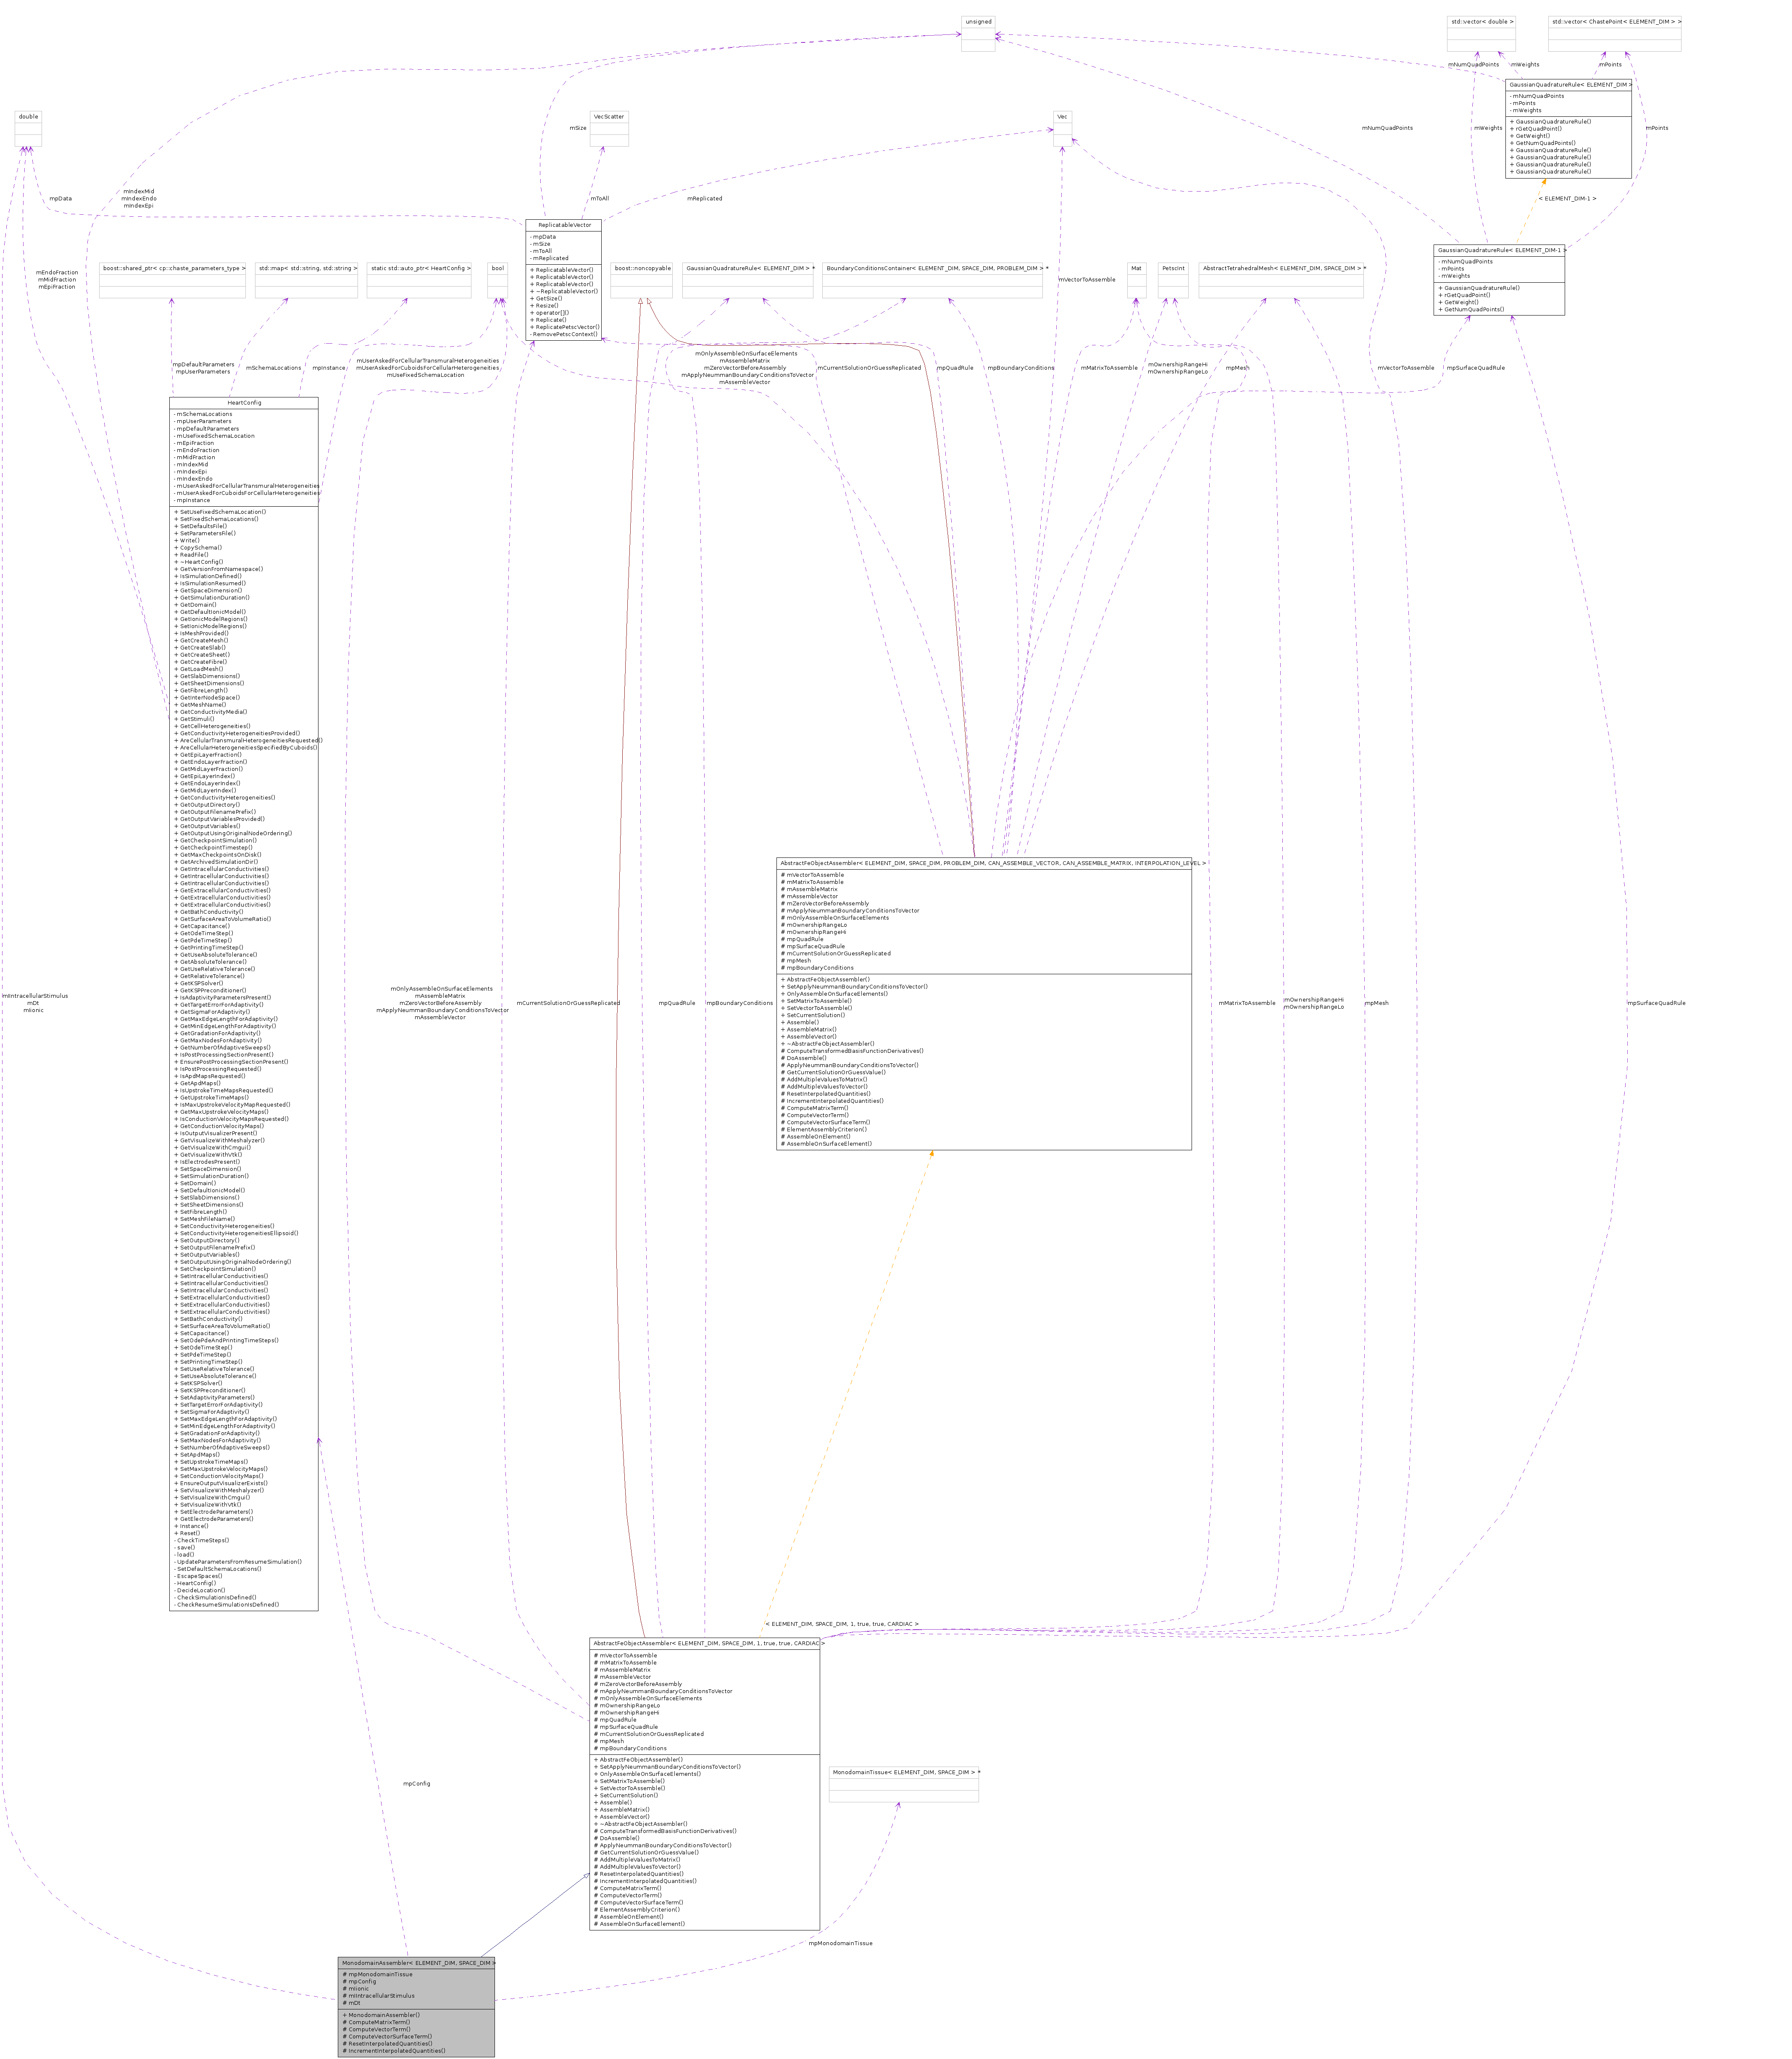 unsigned
std::vector< double >
std::vector< ChastePoint< ELEMENT_DIM > >
mNumQuadPoints
mWeights
mPoints
GaussianQuadratureRule< ELEMENT_DIM >
- mNumQuadPoints
- mPoints
- mWeights
+ GaussianQuadratureRule()
+ rGetQuadPoint()
+ GetWeight()
+ GetNumQuadPoints()
+ GaussianQuadratureRule()
+ GaussianQuadratureRule()
+ GaussianQuadratureRule()
+ GaussianQuadratureRule()
double
VecScatter
Vec
mSize
mNumQuadPoints
mWeights
mPoints
mpData
mIndexMid
mIndexEndo
mIndexEpi
mToAll
mReplicated
< ELEMENT_DIM-1 >
ReplicatableVector
- mpData
- mSize
- mToAll
- mReplicated
+ ReplicatableVector()
+ ReplicatableVector()
+ ReplicatableVector()
+ ~ReplicatableVector()
+ GetSize()
+ Resize()
+ operator[]()
+ Replicate()
+ ReplicatePetscVector()
- RemovePetscContext()
GaussianQuadratureRule< ELEMENT_DIM-1 >
- mNumQuadPoints
- mPoints
- mWeights
+ GaussianQuadratureRule()
+ rGetQuadPoint()
+ GetWeight()
+ GetNumQuadPoints()
mEndoFraction
mMidFraction
mEpiFraction
boost::shared_ptr< cp::chaste_parameters_type >
std::map< std::string, std::string >
static std::auto_ptr< HeartConfig >
bool
boost::noncopyable
GaussianQuadratureRule< ELEMENT_DIM > *
BoundaryConditionsContainer< ELEMENT_DIM, SPACE_DIM, PROBLEM_DIM > *
mVectorToAssemble
Mat
PetscInt
AbstractTetrahedralMesh< ELEMENT_DIM, SPACE_DIM > *
mpDefaultParameters
mpUserParameters
mSchemaLocations
mpInstance
mUserAskedForCellularTransmuralHeterogeneities
mUserAskedForCuboidsForCellularHeterogeneities
mUseFixedSchemaLocation
mOnlyAssembleOnSurfaceElements
mAssembleMatrix
mZeroVectorBeforeAssembly
mApplyNeummanBoundaryConditionsToVector
mAssembleVector
mCurrentSolutionOrGuessReplicated
mpQuadRule
mpBoundaryConditions
mMatrixToAssemble
mOwnershipRangeHi
mOwnershipRangeLo
mpMesh
mVectorToAssemble
mpSurfaceQuadRule
HeartConfig
- mSchemaLocations
- mpUserParameters
- mpDefaultParameters
- mUseFixedSchemaLocation
- mEpiFraction
- mEndoFraction
- mMidFraction
- mIndexMid
- mIndexEpi
- mIndexEndo
- mUserAskedForCellularTransmuralHeterogeneities
- mUserAskedForCuboidsForCellularHeterogeneities
- mpInstance
+ SetUseFixedSchemaLocation()
+ SetFixedSchemaLocations()
+ SetDefaultsFile()
+ SetParametersFile()
+ Write()
+ CopySchema()
+ ReadFile()
+ ~HeartConfig()
+ GetVersionFromNamespace()
+ IsSimulationDefined()
+ IsSimulationResumed()
+ GetSpaceDimension()
+ GetSimulationDuration()
+ GetDomain()
+ GetDefaultIonicModel()
+ GetIonicModelRegions()
+ SetIonicModelRegions()
+ IsMeshProvided()
+ GetCreateMesh()
+ GetCreateSlab()
+ GetCreateSheet()
+ GetCreateFibre()
+ GetLoadMesh()
+ GetSlabDimensions()
+ GetSheetDimensions()
+ GetFibreLength()
+ GetInterNodeSpace()
+ GetMeshName()
+ GetConductivityMedia()
+ GetStimuli()
+ GetCellHeterogeneities()
+ GetConductivityHeterogeneitiesProvided()
+ AreCellularTransmuralHeterogeneitiesRequested()
+ AreCellularHeterogeneitiesSpecifiedByCuboids()
+ GetEpiLayerFraction()
+ GetEndoLayerFraction()
+ GetMidLayerFraction()
+ GetEpiLayerIndex()
+ GetEndoLayerIndex()
+ GetMidLayerIndex()
+ GetConductivityHeterogeneities()
+ GetOutputDirectory()
+ GetOutputFilenamePrefix()
+ GetOutputVariablesProvided()
+ GetOutputVariables()
+ GetOutputUsingOriginalNodeOrdering()
+ GetCheckpointSimulation()
+ GetCheckpointTimestep()
+ GetMaxCheckpointsOnDisk()
+ GetArchivedSimulationDir()
+ GetIntracellularConductivities()
+ GetIntracellularConductivities()
+ GetIntracellularConductivities()
+ GetExtracellularConductivities()
+ GetExtracellularConductivities()
+ GetExtracellularConductivities()
+ GetBathConductivity()
+ GetSurfaceAreaToVolumeRatio()
+ GetCapacitance()
+ GetOdeTimeStep()
+ GetPdeTimeStep()
+ GetPrintingTimeStep()
+ GetUseAbsoluteTolerance()
+ GetAbsoluteTolerance()
+ GetUseRelativeTolerance()
+ GetRelativeTolerance()
+ GetKSPSolver()
+ GetKSPPreconditioner()
+ IsAdaptivityParametersPresent()
+ GetTargetErrorForAdaptivity()
+ GetSigmaForAdaptivity()
+ GetMaxEdgeLengthForAdaptivity()
+ GetMinEdgeLengthForAdaptivity()
+ GetGradationForAdaptivity()
+ GetMaxNodesForAdaptivity()
+ GetNumberOfAdaptiveSweeps()
+ IsPostProcessingSectionPresent()
+ EnsurePostProcessingSectionPresent()
+ IsPostProcessingRequested()
+ IsApdMapsRequested()
+ GetApdMaps()
+ IsUpstrokeTimeMapsRequested()
+ GetUpstrokeTimeMaps()
+ IsMaxUpstrokeVelocityMapRequested()
+ GetMaxUpstrokeVelocityMaps()
+ IsConductionVelocityMapsRequested()
+ GetConductionVelocityMaps()
+ IsOutputVisualizerPresent()
+ GetVisualizeWithMeshalyzer()
+ GetVisualizeWithCmgui()
+ GetVisualizeWithVtk()
+ IsElectrodesPresent()
+ SetSpaceDimension()
+ SetSimulationDuration()
+ SetDomain()
+ SetDefaultIonicModel()
+ SetSlabDimensions()
+ SetSheetDimensions()
+ SetFibreLength()
+ SetMeshFileName()
+ SetConductivityHeterogeneities()
+ SetConductivityHeterogeneitiesEllipsoid()
+ SetOutputDirectory()
+ SetOutputFilenamePrefix()
+ SetOutputVariables()
+ SetOutputUsingOriginalNodeOrdering()
+ SetCheckpointSimulation()
+ SetIntracellularConductivities()
+ SetIntracellularConductivities()
+ SetIntracellularConductivities()
+ SetExtracellularConductivities()
+ SetExtracellularConductivities()
+ SetExtracellularConductivities()
+ SetBathConductivity()
+ SetSurfaceAreaToVolumeRatio()
+ SetCapacitance()
+ SetOdePdeAndPrintingTimeSteps()
+ SetOdeTimeStep()
+ SetPdeTimeStep()
+ SetPrintingTimeStep()
+ SetUseRelativeTolerance()
+ SetUseAbsoluteTolerance()
+ SetKSPSolver()
+ SetKSPPreconditioner()
+ SetAdaptivityParameters()
+ SetTargetErrorForAdaptivity()
+ SetSigmaForAdaptivity()
+ SetMaxEdgeLengthForAdaptivity()
+ SetMinEdgeLengthForAdaptivity()
+ SetGradationForAdaptivity()
+ SetMaxNodesForAdaptivity()
+ SetNumberOfAdaptiveSweeps()
+ SetApdMaps()
+ SetUpstrokeTimeMaps()
+ SetMaxUpstrokeVelocityMaps()
+ SetConductionVelocityMaps()
+ EnsureOutputVisualizerExists()
+ SetVisualizeWithMeshalyzer()
+ SetVisualizeWithCmgui()
+ SetVisualizeWithVtk()
+ SetElectrodeParameters()
+ GetElectrodeParameters()
+ Instance()
+ Reset()
- CheckTimeSteps()
- save()
- load()
- UpdateParametersFromResumeSimulation()
- SetDefaultSchemaLocations()
- EscapeSpaces()
- HeartConfig()
- DecideLocation()
- CheckSimulationIsDefined()
- CheckResumeSimulationIsDefined()
AbstractFeObjectAssembler< ELEMENT_DIM, SPACE_DIM, PROBLEM_DIM, CAN_ASSEMBLE_VECTOR, CAN_ASSEMBLE_MATRIX, INTERPOLATION_LEVEL >
# mVectorToAssemble
# mMatrixToAssemble
# mAssembleMatrix
# mAssembleVector
# mZeroVectorBeforeAssembly
# mApplyNeummanBoundaryConditionsToVector
# mOnlyAssembleOnSurfaceElements
# mOwnershipRangeLo
# mOwnershipRangeHi
# mpQuadRule
# mpSurfaceQuadRule
# mCurrentSolutionOrGuessReplicated
# mpMesh
# mpBoundaryConditions
+ AbstractFeObjectAssembler()
+ SetApplyNeummanBoundaryConditionsToVector()
+ OnlyAssembleOnSurfaceElements()
+ SetMatrixToAssemble()
+ SetVectorToAssemble()
+ SetCurrentSolution()
+ Assemble()
+ AssembleMatrix()
+ AssembleVector()
+ ~AbstractFeObjectAssembler()
# ComputeTransformedBasisFunctionDerivatives()
# DoAssemble()
# ApplyNeummanBoundaryConditionsToVector()
# GetCurrentSolutionOrGuessValue()
# AddMultipleValuesToMatrix()
# AddMultipleValuesToVector()
# ResetInterpolatedQuantities()
# IncrementInterpolatedQuantities()
# ComputeMatrixTerm()
# ComputeVectorTerm()
# ComputeVectorSurfaceTerm()
# ElementAssemblyCriterion()
# AssembleOnElement()
# AssembleOnSurfaceElement()
mIntracellularStimulus
mDt
mIionic
mOnlyAssembleOnSurfaceElements
mAssembleMatrix
mZeroVectorBeforeAssembly
mApplyNeummanBoundaryConditionsToVector
mAssembleVector
mCurrentSolutionOrGuessReplicated
mpQuadRule
mpBoundaryConditions
mMatrixToAssemble
mOwnershipRangeHi
mOwnershipRangeLo
mpMesh
mpSurfaceQuadRule
< ELEMENT_DIM, SPACE_DIM, 1, true, true, CARDIAC >
AbstractFeObjectAssembler< ELEMENT_DIM, SPACE_DIM, 1, true, true, CARDIAC >
# mVectorToAssemble
# mMatrixToAssemble
# mAssembleMatrix
# mAssembleVector
# mZeroVectorBeforeAssembly
# mApplyNeummanBoundaryConditionsToVector
# mOnlyAssembleOnSurfaceElements
# mOwnershipRangeLo
# mOwnershipRangeHi
# mpQuadRule
# mpSurfaceQuadRule
# mCurrentSolutionOrGuessReplicated
# mpMesh
# mpBoundaryConditions
+ AbstractFeObjectAssembler()
+ SetApplyNeummanBoundaryConditionsToVector()
+ OnlyAssembleOnSurfaceElements()
+ SetMatrixToAssemble()
+ SetVectorToAssemble()
+ SetCurrentSolution()
+ Assemble()
+ AssembleMatrix()
+ AssembleVector()
+ ~AbstractFeObjectAssembler()
# ComputeTransformedBasisFunctionDerivatives()
# DoAssemble()
# ApplyNeummanBoundaryConditionsToVector()
# GetCurrentSolutionOrGuessValue()
# AddMultipleValuesToMatrix()
# AddMultipleValuesToVector()
# ResetInterpolatedQuantities()
# IncrementInterpolatedQuantities()
# ComputeMatrixTerm()
# ComputeVectorTerm()
# ComputeVectorSurfaceTerm()
# ElementAssemblyCriterion()
# AssembleOnElement()
# AssembleOnSurfaceElement()
MonodomainTissue< ELEMENT_DIM, SPACE_DIM > *
mpConfig
mpMonodomainTissue
MonodomainAssembler< ELEMENT_DIM, SPACE_DIM >
# mpMonodomainTissue
# mpConfig
# mIionic
# mIntracellularStimulus
# mDt
+ MonodomainAssembler()
# ComputeMatrixTerm()
# ComputeVectorTerm()
# ComputeVectorSurfaceTerm()
# ResetInterpolatedQuantities()
# IncrementInterpolatedQuantities()